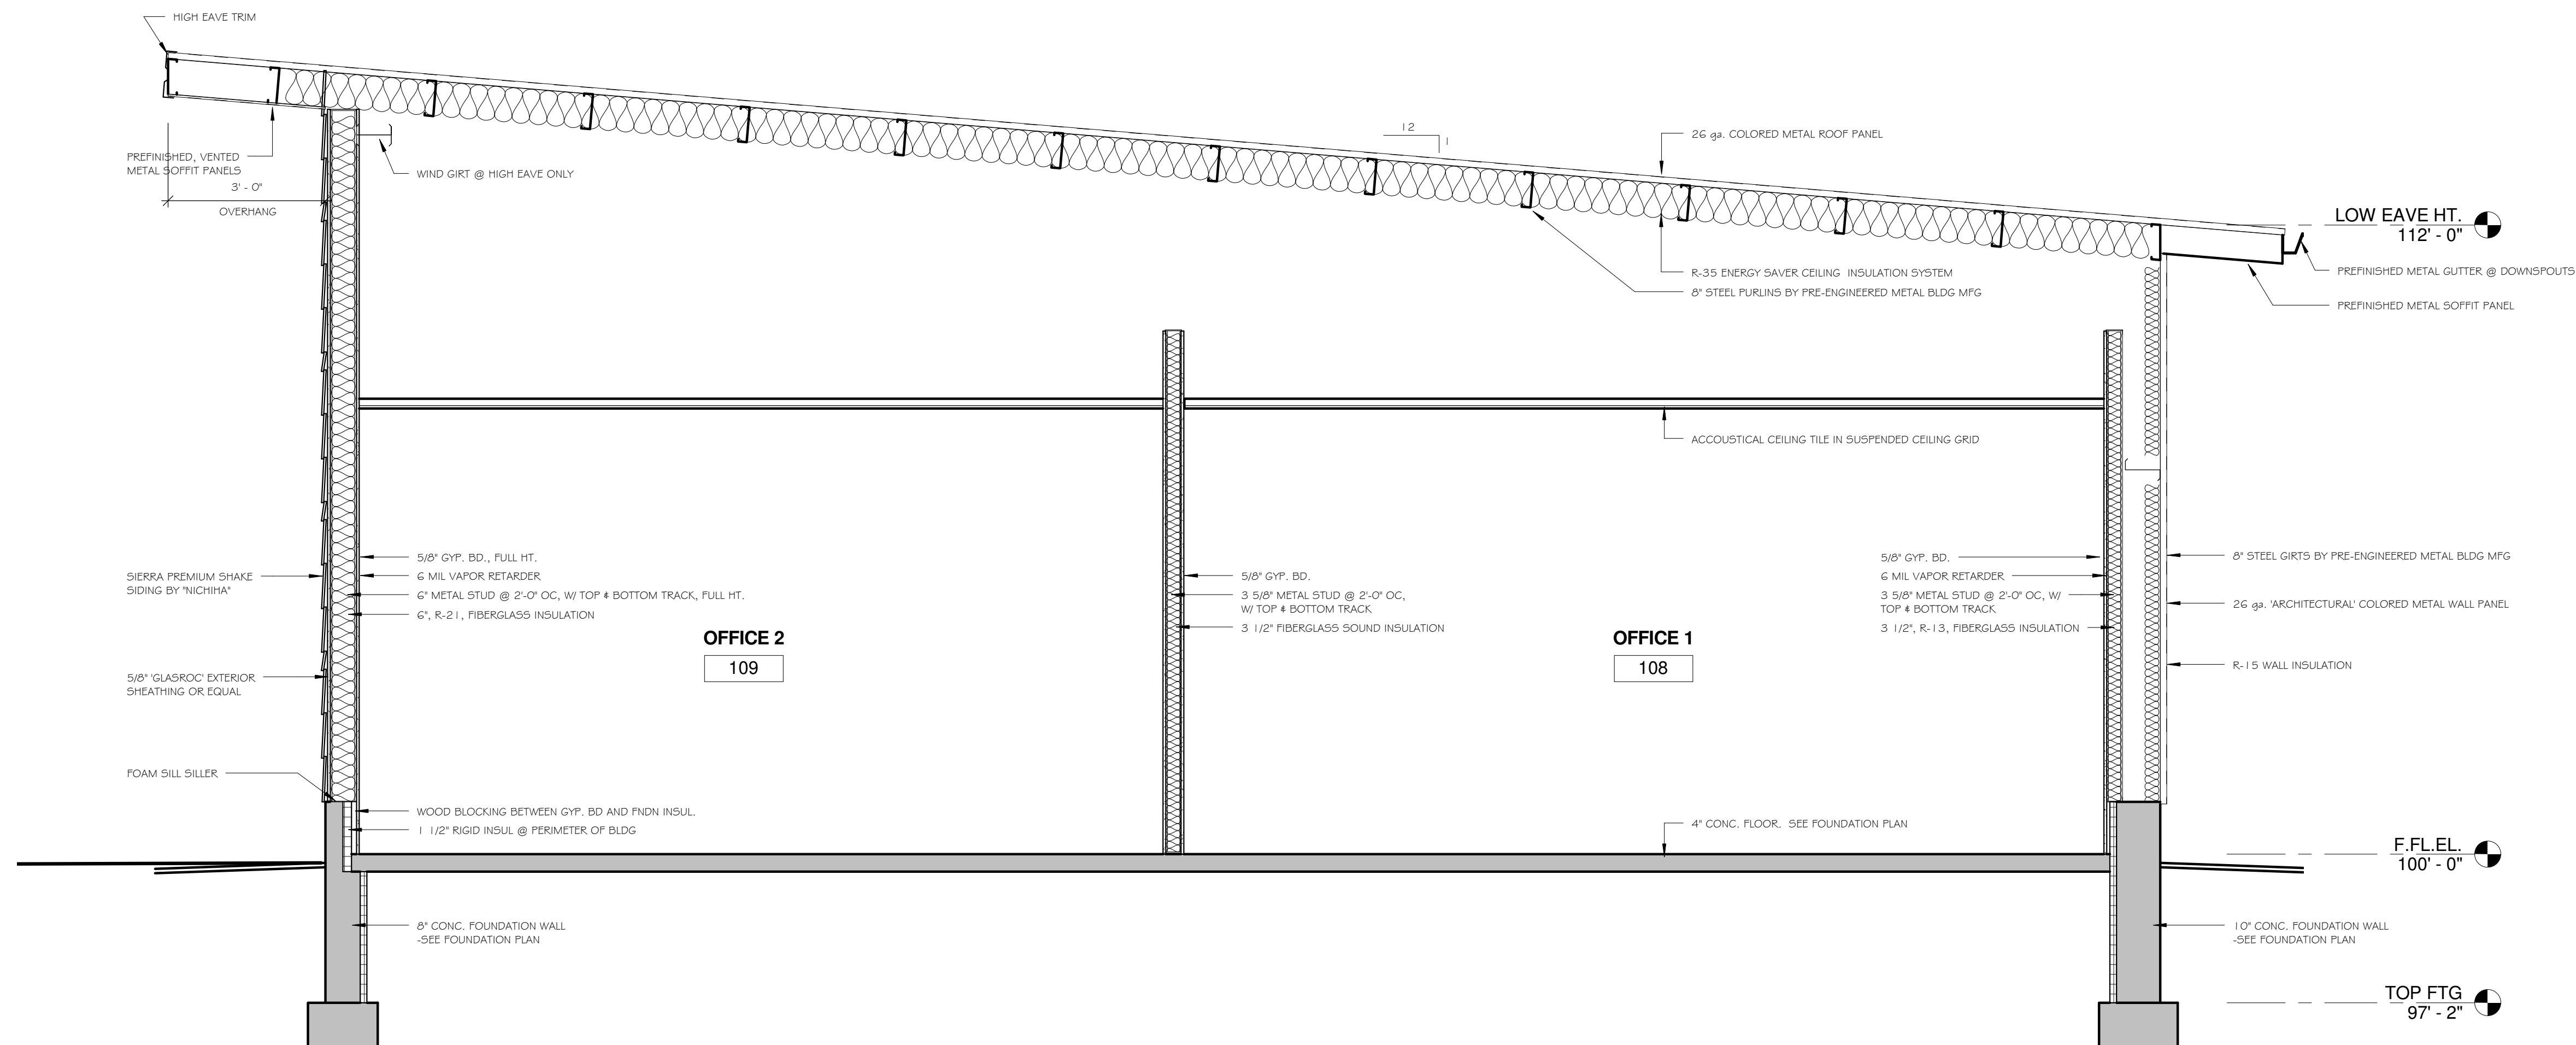 HIGH EAVE TRIM
PREFINISHED, VENTED
METAL SOFFIT PANELS
3' - 0"
OVERHANG
WIND GIRT @ HIGH EAVE ONLY
12
1
26 ga. COLORED METAL ROOF PANEL
LOW EAVE HT.
112' - 0"
R-35 ENERGY SAVER CEILING INSULATION SYSTEM
8" STEEL PURLINS BY PRE-ENGINEERED METAL BLDG MFG
PREFINISHED METAL GUTTER @ DOWNSPOUTS
PREFINISHED METAL SOFFIT PANEL
ACCOUSTICAL CEILING TILE IN SUSPENDED CEILING GRID
SIERRA PREMIUM SHAKE
SIDING BY "NICHIHA"
5/8" 'GLASROC' EXTERIOR
SHEATHING OR EQUAL
FOAM SILL SILLER
5/8" GYP. BD., FULL HT.
6 MIL VAPOR RETARDER
6" METAL STUD @ 2'-0" OC, W/ TOP & BOTTOM TRACK, FULL HT.
6", R-21, FIBERGLASS INSULATION
OFFICE 2
109
WOOD BLOCKING BETWEEN GYP. BD AND FNDN INSUL.
1 1/2" RIGID INSUL @ PERIMETER OF BLDG
8" CONC. FOUNDATION WALL
-SEE FOUNDATION PLAN
5/8" GYP. BD.
3 5/8" METAL STUD @ 2'-0" OC,
W/ TOP & BOTTOM TRACK
3 1/2" FIBERGLASS SOUND INSULATION
OFFICE 1
108
5/8" GYP. BD.
6 MIL VAPOR RETARDER
3 5/8" METAL STUD @ 2'-0" OC, W/
TOP & BOTTOM TRACK
3 1/2", R-13, FIBERGLASS INSULATION
4" CONC. FLOOR. SEE FOUNDATION PLAN
8" STEEL GIRTS BY PRE-ENGINEERED METAL BLDG MFG
26 ga. 'ARCHITECTURAL' COLORED METAL WALL PANEL
R-15 WALL INSULATION
F.FL.EL.
100' - 0"
10" CONC. FOUNDATION WALL
-SEE FOUNDATION PLAN
TOP FTG
97' - 2"